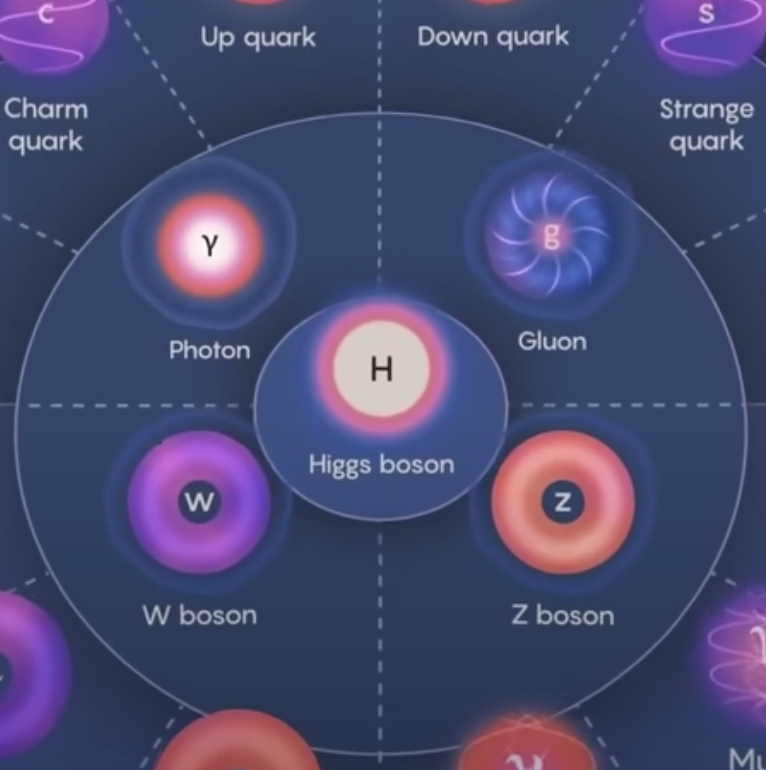 C
S
Up quark
Down quark
Charm
quark
Strange
quark
γ
g
Photon
Gluon
H
Higgs boson
W
Z
W boson
Z boson
Mu